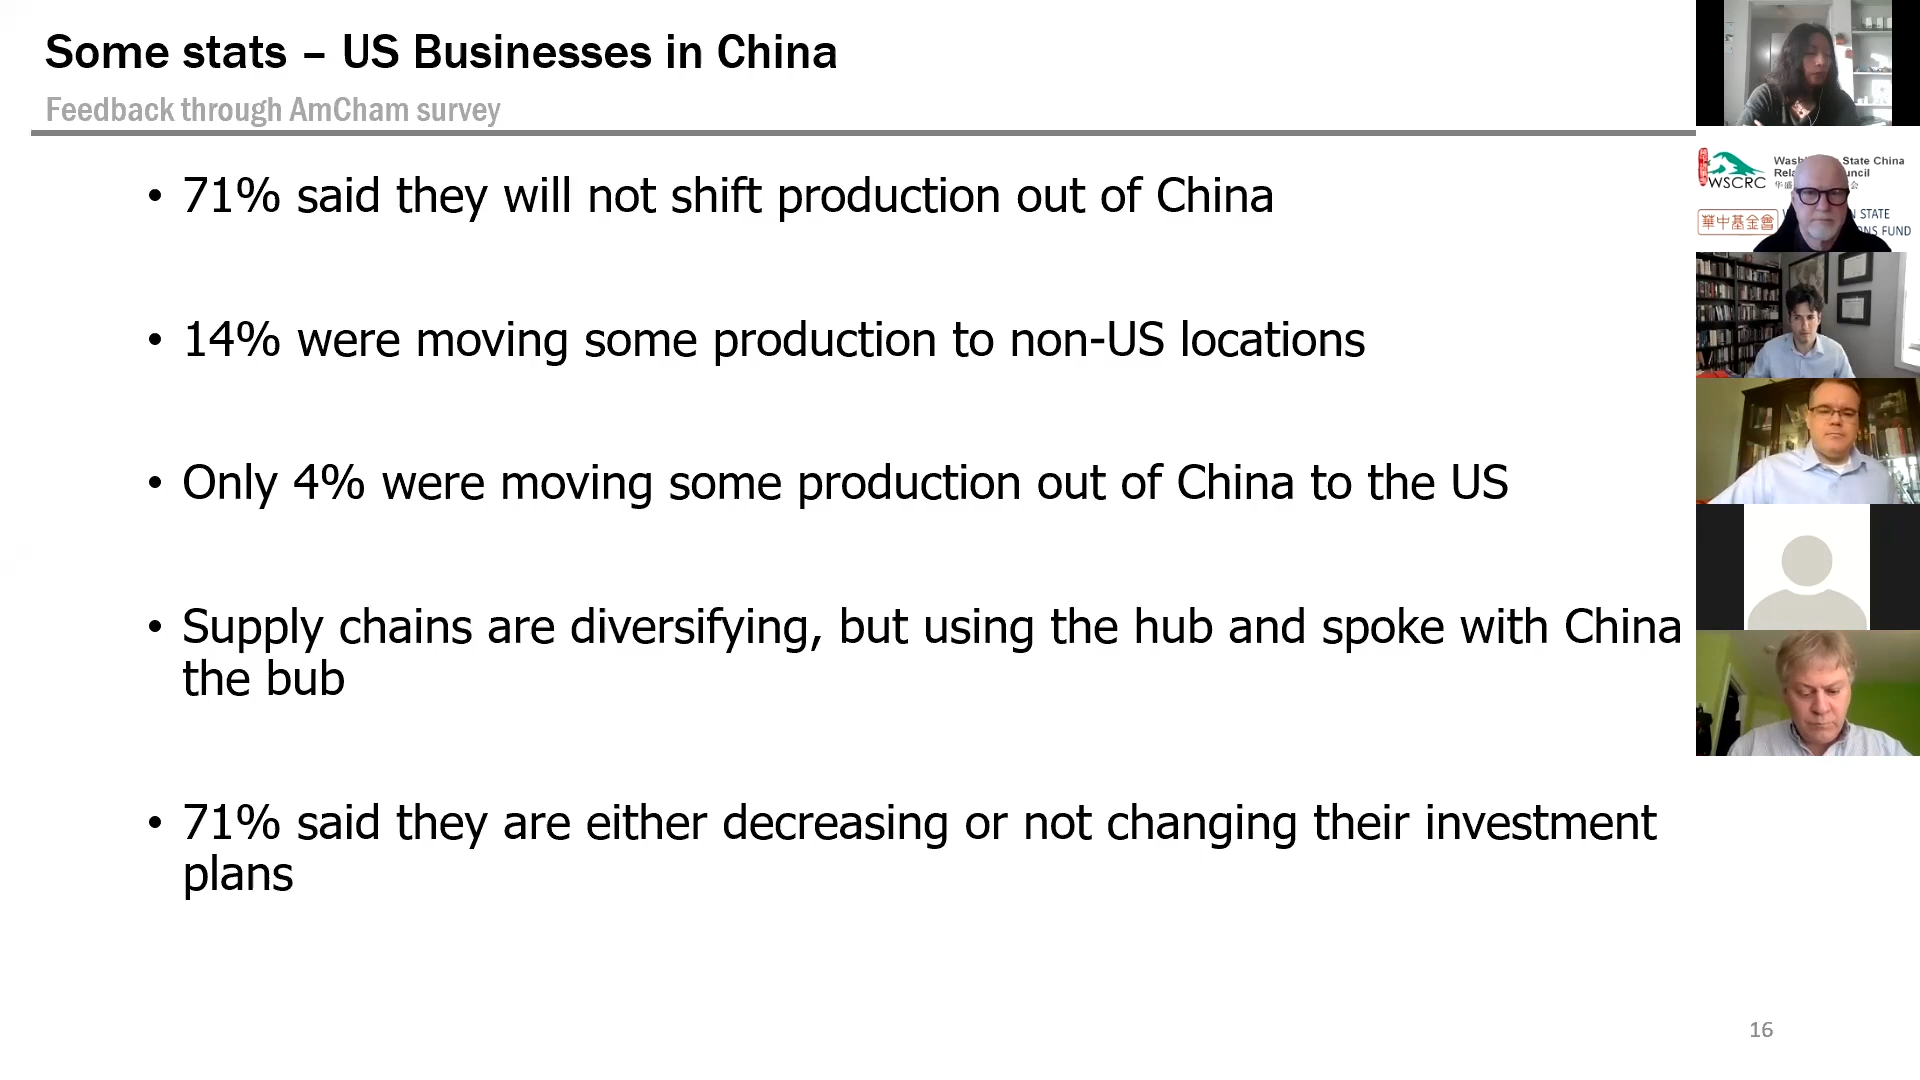 Some stats – US Businesses in China
Feedback through AmCham survey
• 71% said they will not shift production out of China
• 14% were moving some production to non-US locations
• Only 4% were moving some production out of China to the US
• Supply chains are diversifying, but using the hub and spoke with China
the bub
• 71% said they are either decreasing or not changing their investment
plans
16
State China
WSCRC
華中基金會
STATE
FUND